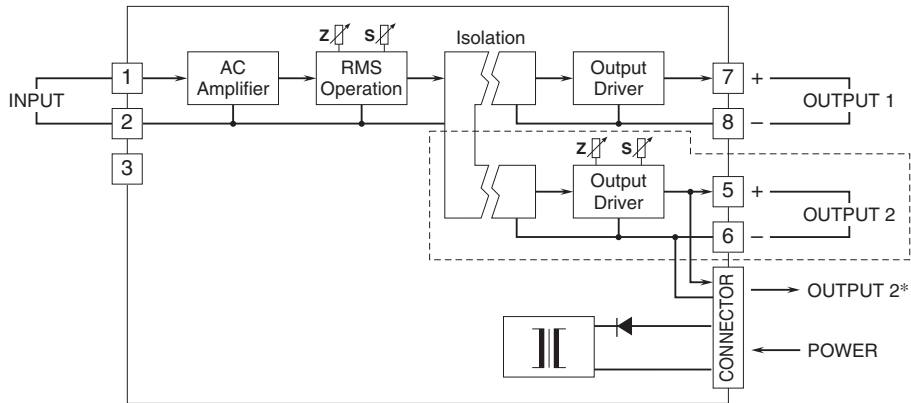 Z S
Isolation
1
AC
Amplifier
RMS
Operation
Output
Driver
7 +
INPUT
OUTPUT 1
2
8 –
3
Z S
Output
Driver
5 +
OUTPUT 2
6 –
CONNECTOR
OUTPUT 2*
POWER